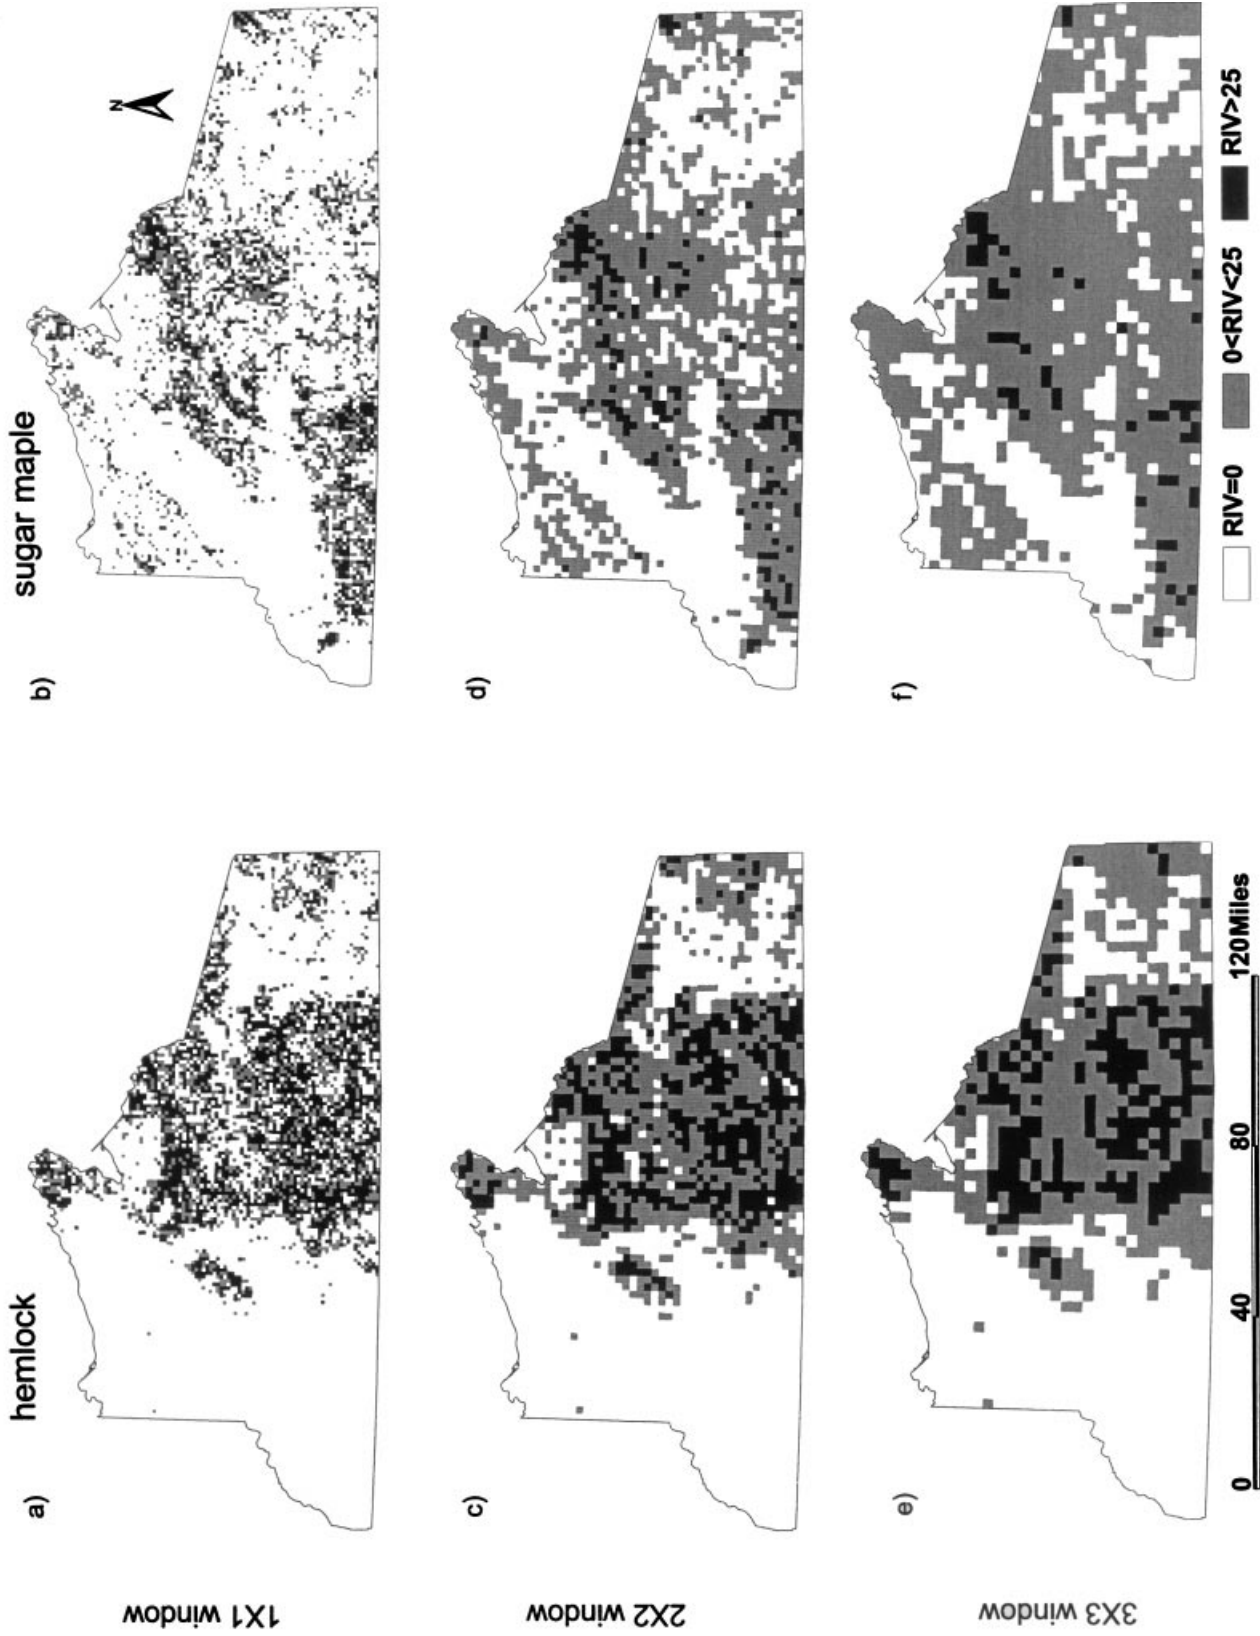 hemlock
sugar maple
a)
b)
N
1X1 window
c)
d)
2X2 window
e)
f)
3X3 window
0 40 80 120Miles
RIV=0 0<RIV<25 RIV>25